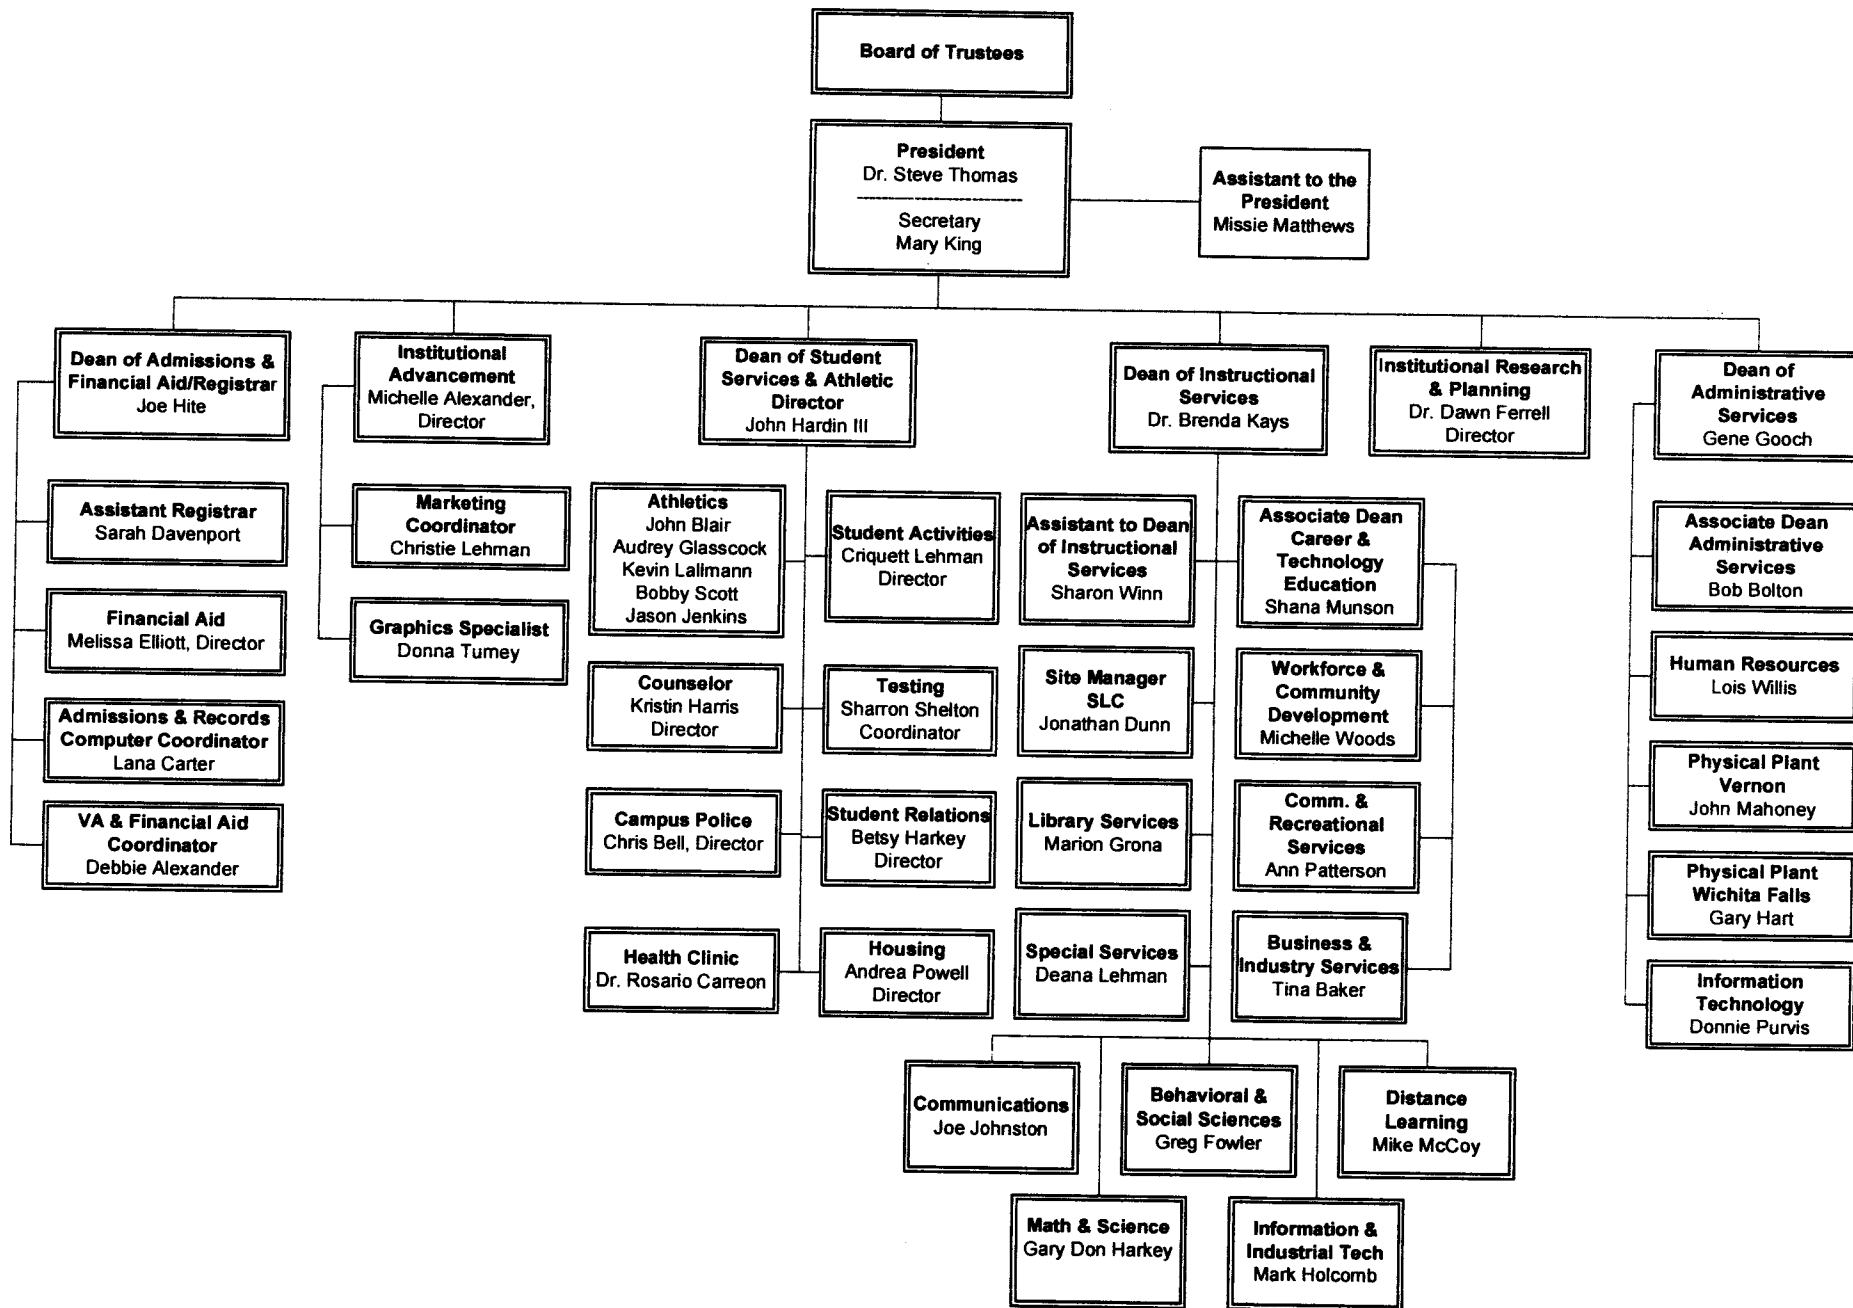 Board of Trustees
President
Dr. Steve Thomas
Secretary
Mary King
Assistant to the
President
Missie Matthews
Dean of Admissions &
Financial Aid/Registrar
Joe Hite
Institutional
Advancement
Michelle Alexander,
Director
Dean of Student
Services & Athletic
Director
John Hardin III
Dean of Instructional
Services
Dr. Brenda Kays
Institutional Research
& Planning
Dr. Dawn Ferrell
Director
Dean of
Administrative
Services
Gene Gooch
Assistant Registrar
Sarah Davenport
Financial Aid
Melissa Elliott, Director
Admissions & Records
Computer Coordinator
Lana Carter
VA & Financial Aid
Coordinator
Debbie Alexander
Marketing
Coordinator
Christie Lehman
Graphics Specialist
Donna Turney
Athletics
John Blair
Audrey Glasscock
Kevin Lallmann
Bobby Scott
Jason Jenkins
Student Activities
Criquett Lehman
Director
Counselor
Kristin Harris
Director
Testing
Sharron Shelton
Coordinator
Campus Police
Chris Bell, Director
Student Relations
Betsy Harkey
Director
Health Clinic
Dr. Rosario Carreon
Housing
Andrea Powell
Director
Assistant to Dean
of Instructional
Services
Sharon Winn
Associate Dean
Career &
Technology
Education
Shana Munson
Site Manager
SLC
Jonathan Dunn
Workforce &
Community
Development
Michelle Woods
Library Services
Marion Grona
Comm. &
Recreational
Services
Ann Patterson
Special Services
Deana Lehman
Business &
Industry Services
Tina Baker
Associate Dean
Administrative
Services
Bob Bolton
Human Resources
Lois Willis
Physical Plant
Vernon
John Mahoney
Physical Plant
Wichita Falls
Gary Hart
Information
Technology
Donnie Purvis
Communications
Joe Johnston
Behavioral &
Social Sciences
Greg Fowler
Distance
Learning
Mike McCoy
Math & Science
Gary Don Harkey
Information &
Industrial Tech
Mark Holcomb